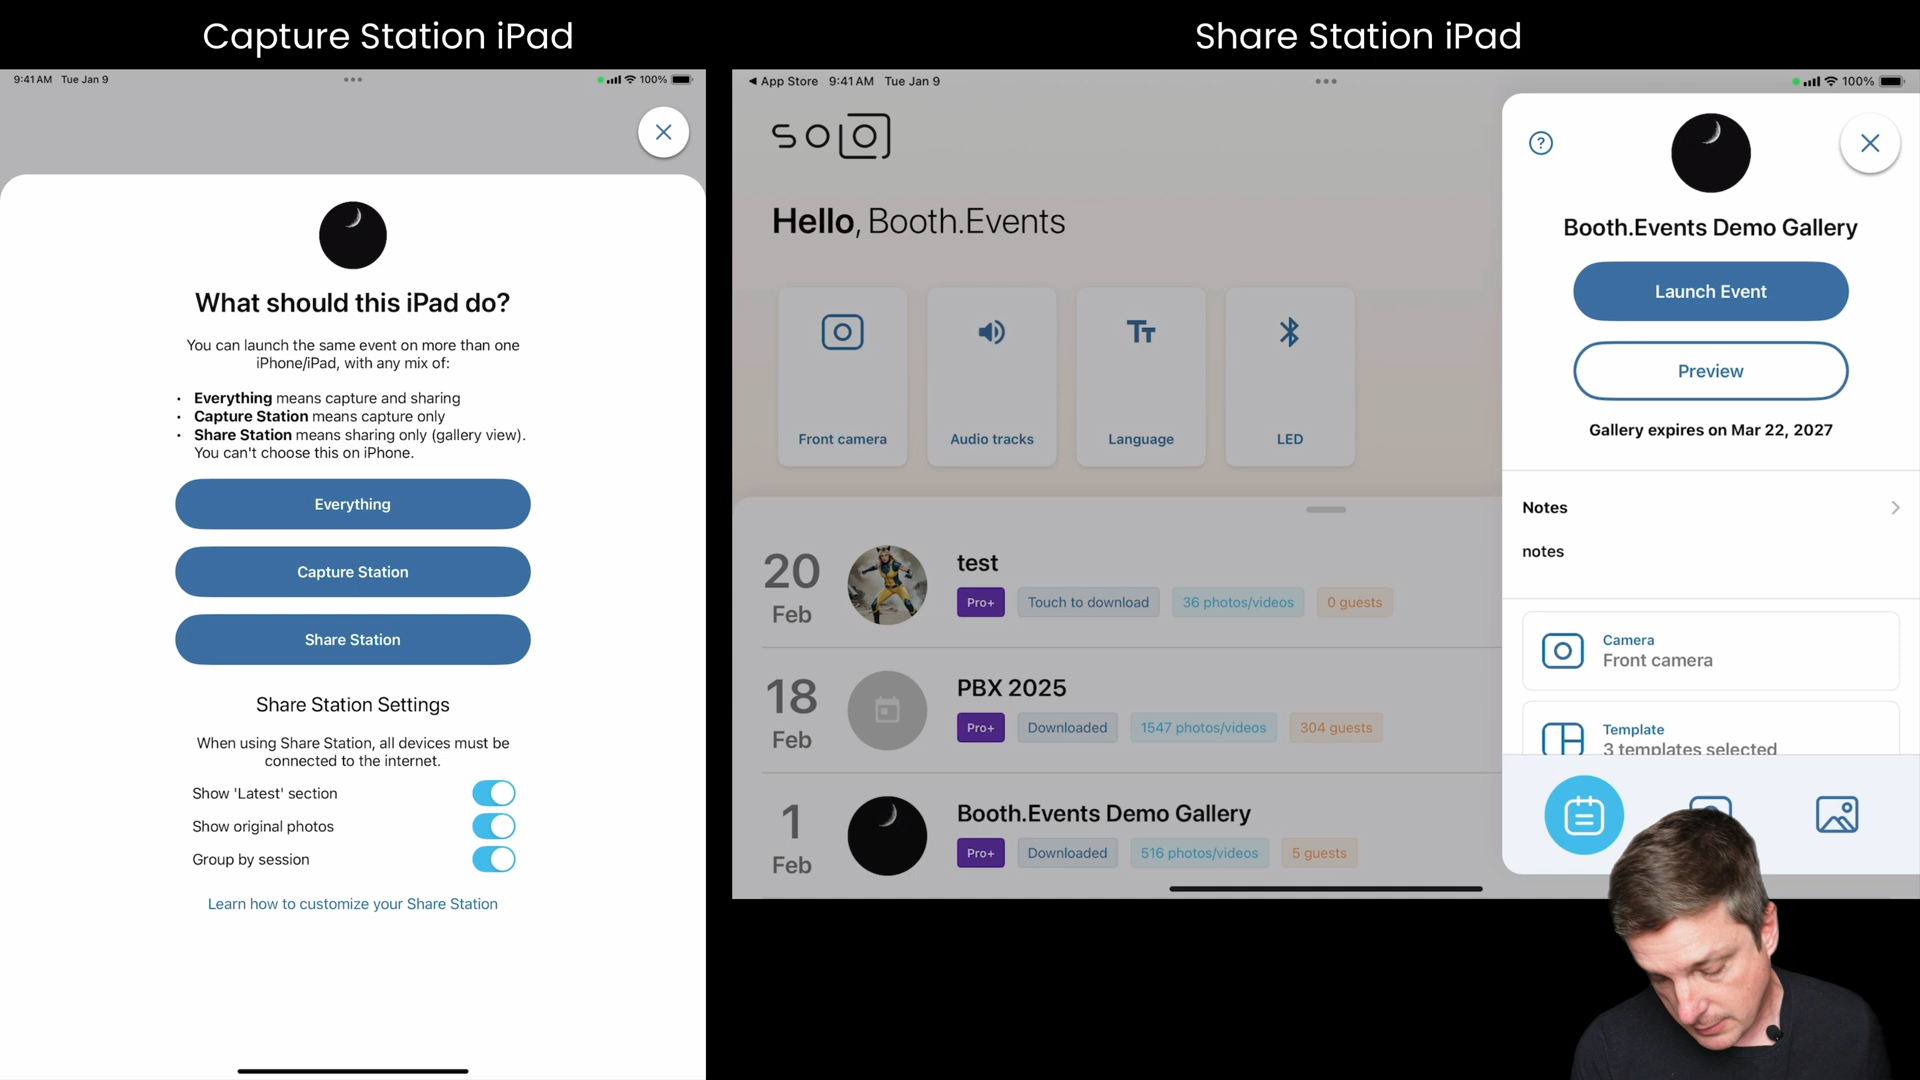 Capture Station iPad
Share Station iPad
9:41 AM Tue Jan 9
100%
What should this iPad do?
You can launch the same event on more than one
iPhone/iPad, with any mix of:
• Everything means capture and sharing
• Capture Station means capture only
• Share Station means sharing only (gallery view).
You can't choose this on iPhone.
Everything
Capture Station
Share Station
Share Station Settings
When using Share Station, all devices must be
connected to the internet.
Show 'Latest' section
Show original photos
Group by session
Learn how to customize your Share Station
◀ App Store 9:41 AM Tue Jan 9
100%
SOLO
Hello, Booth.Events
Front camera
Audio tracks
Language
LED
20
Feb
test
Pro+ Touch to download 36 photos/videos 0 guests
18
Feb
PBX 2025
Pro+ Downloaded 1547 photos/videos 304 guests
1
Feb
Booth.Events Demo Gallery
Pro+ Downloaded 516 photos/videos 5 guests
?
Booth.Events Demo Gallery
Launch Event
Preview
Gallery expires on Mar 22, 2027
Notes
notes
Camera
Front camera
Template
3 templates selected